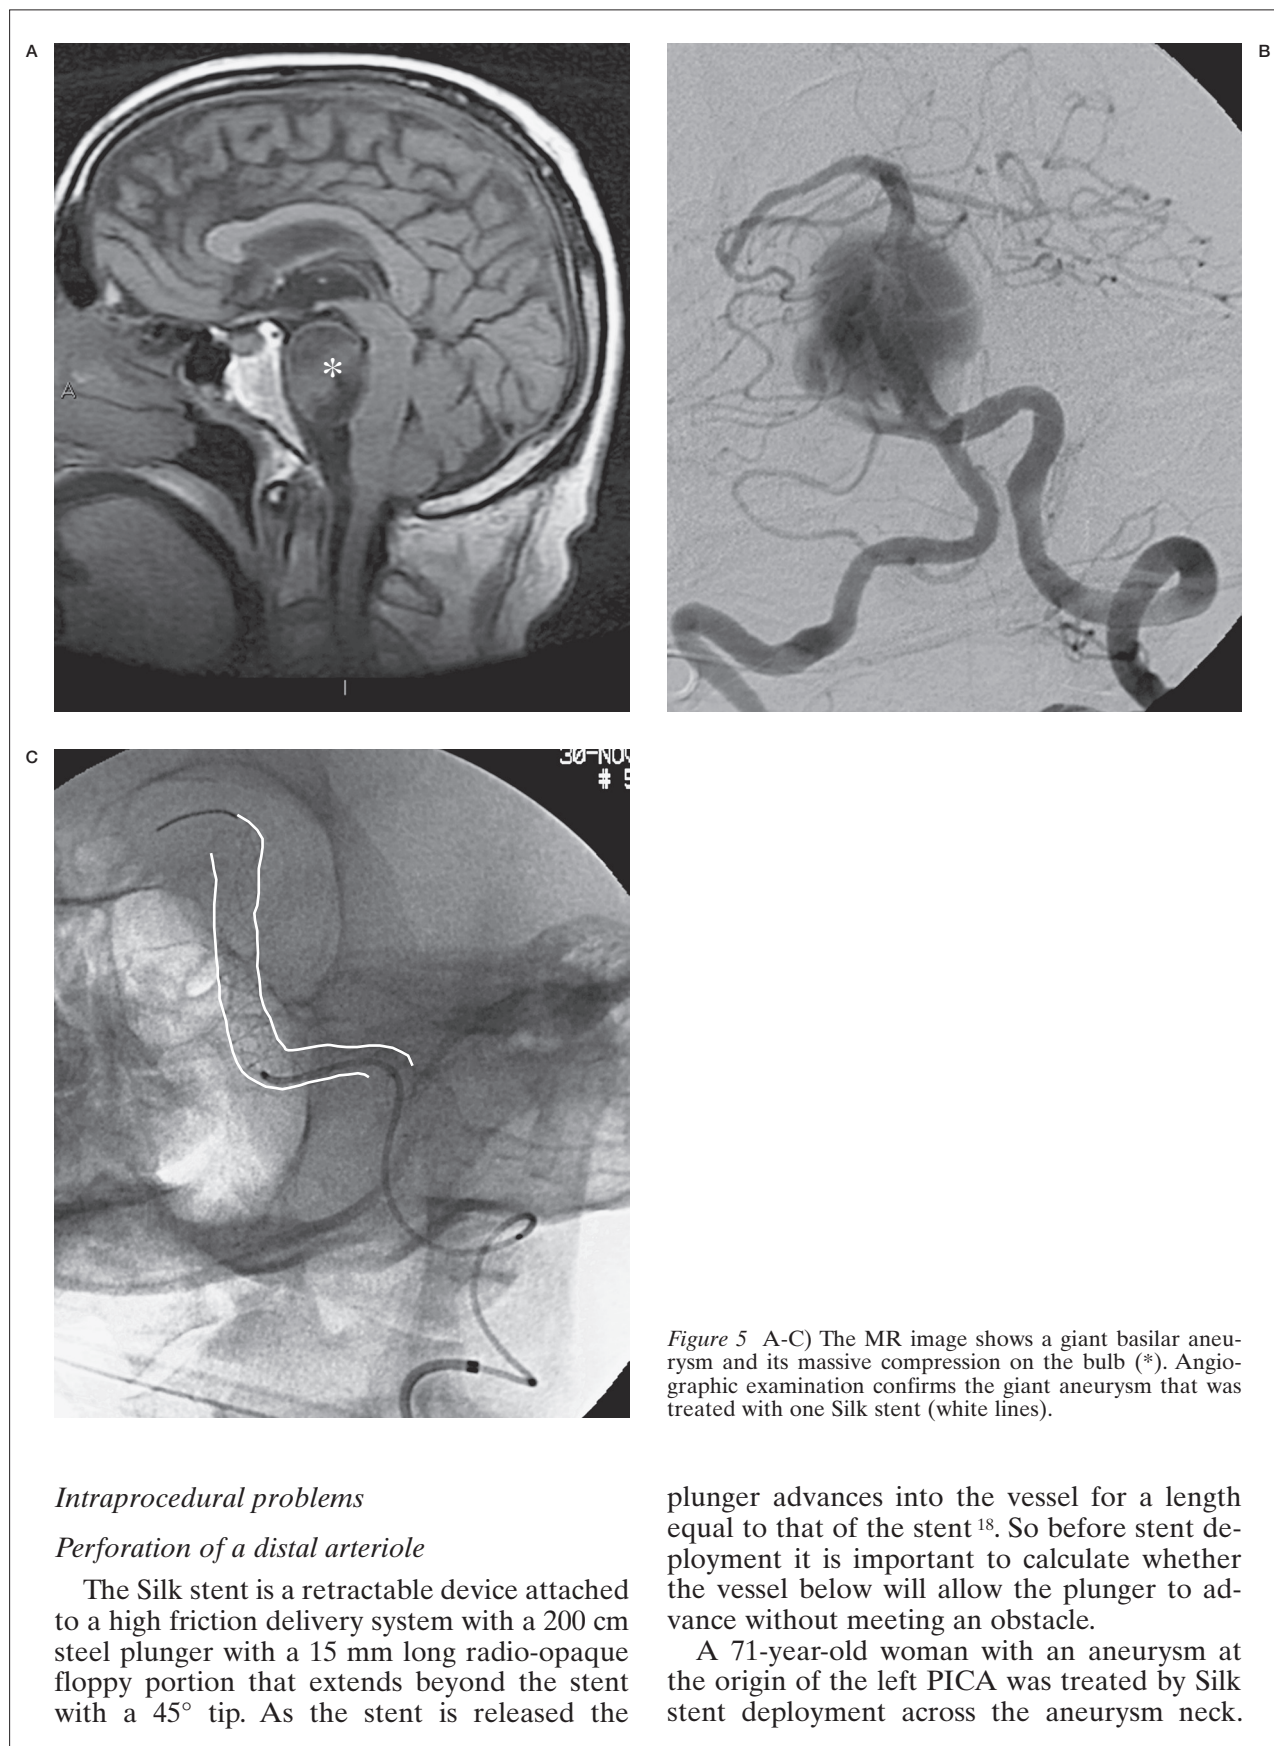 A
B
*
A
I
C
30-NOV
# 5
Figure 5 A-C) The MR image shows a giant basilar aneu-
rysm and its massive compression on the bulb (*). Angio-
graphic examination confirms the giant aneurysm that was
treated with one Silk stent (white lines).
Intraprocedural problems
Perforation of a distal arteriole
The Silk stent is a retractable device attached
to a high friction delivery system with a 200 cm
steel plunger with a 15 mm long radio-opaque
floppy portion that extends beyond the stent
with a 45° tip. As the stent is released the
plunger advances into the vessel for a length
equal to that of the stent 18. So before stent de-
ployment it is important to calculate whether
the vessel below will allow the plunger to ad-
vance without meeting an obstacle.
A 71-year-old woman with an aneurysm at
the origin of the left PICA was treated by Silk
stent deployment across the aneurysm neck.